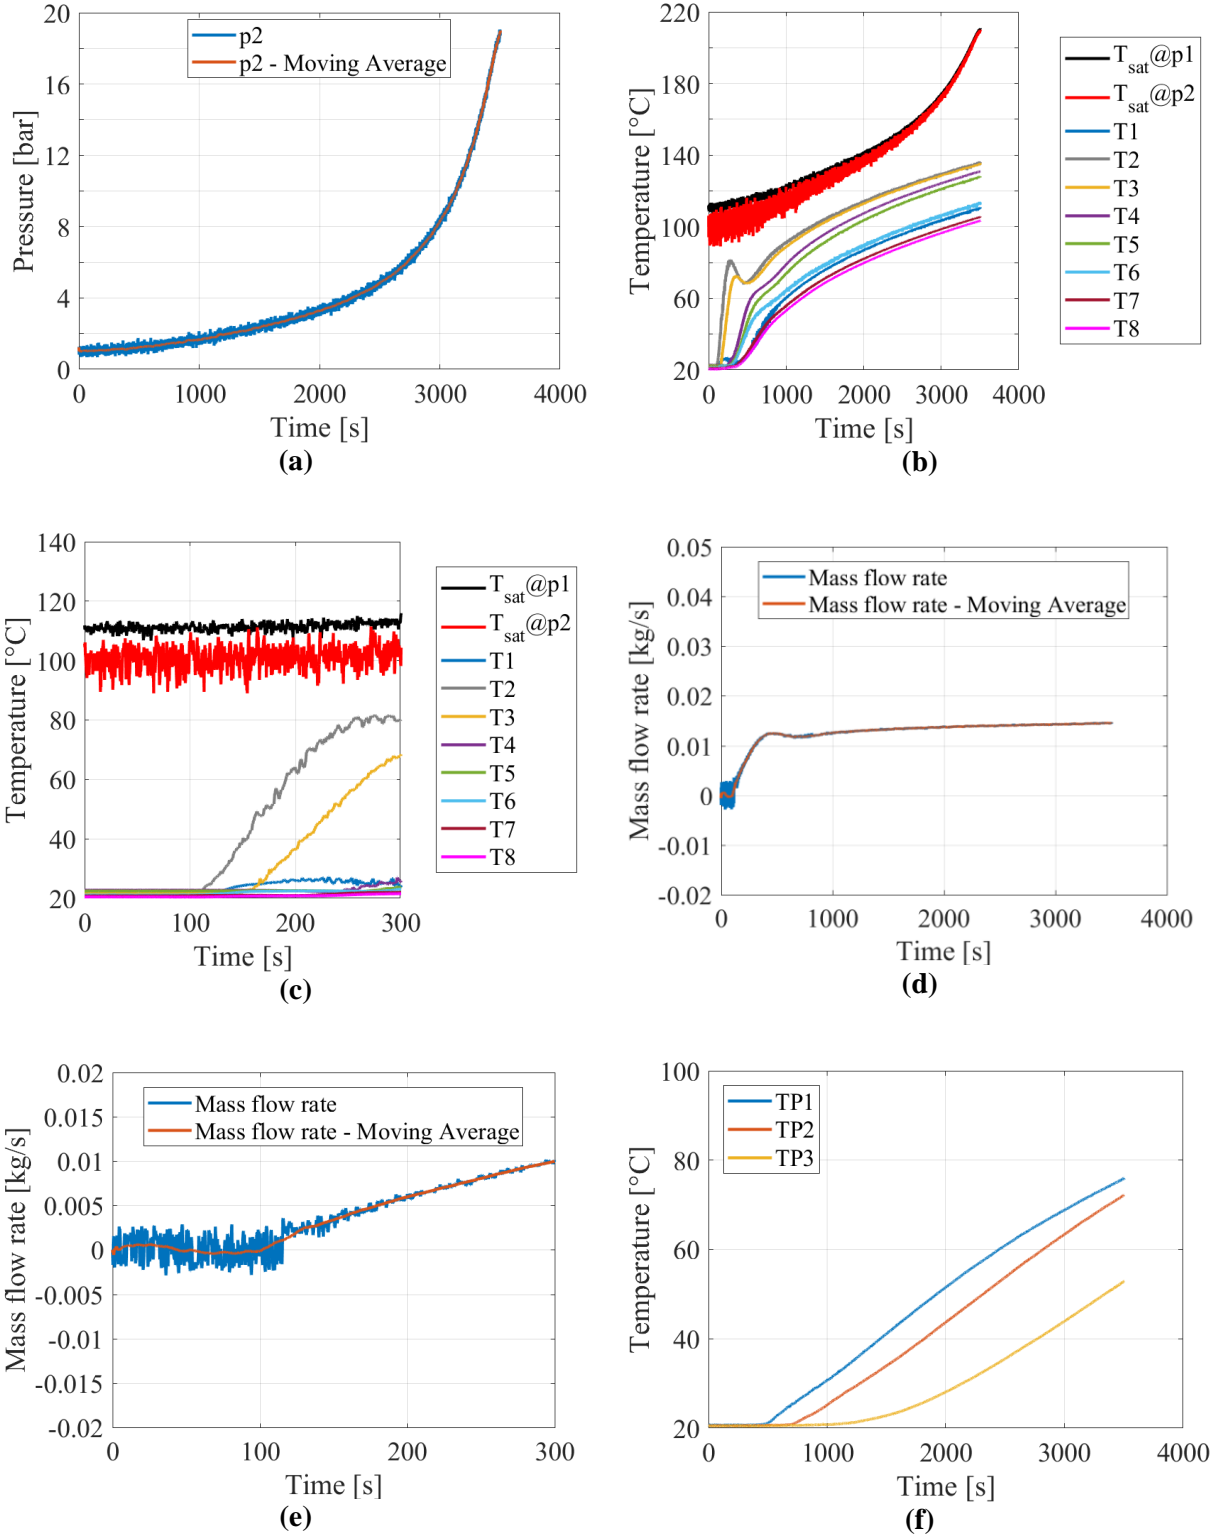 20
16
12
8
4
0
Pressure [bar]
p2
p2 - Moving Average
0 1000 2000 3000 4000
Time [s]
(a)
220
180
140
100
60
20
Temperature [°C]
0 1000 2000 3000 4000
Time [s]
T_sat@p1
T_sat@p2
T1
T2
T3
T4
T5
T6
T7
T8
(b)
140
120
100
80
60
40
20
Temperature [°C]
0 100 200 300
Time [s]
T_sat@p1
T_sat@p2
T1
T2
T3
T4
T5
T6
T7
T8
(c)
0.05
0.04
0.03
0.02
0.01
0
-0.01
-0.02
Mass flow rate [kg/s]
Mass flow rate
Mass flow rate - Moving Average
0 1000 2000 3000 4000
Time [s]
(d)
0.02
0.015
0.01
0.005
0
-0.005
-0.01
-0.015
-0.02
Mass flow rate [kg/s]
Mass flow rate
Mass flow rate - Moving Average
0 100 200 300
Time [s]
(e)
100
80
60
40
20
Temperature [°C]
TP1
TP2
TP3
0 1000 2000 3000 4000
Time [s]
(f)